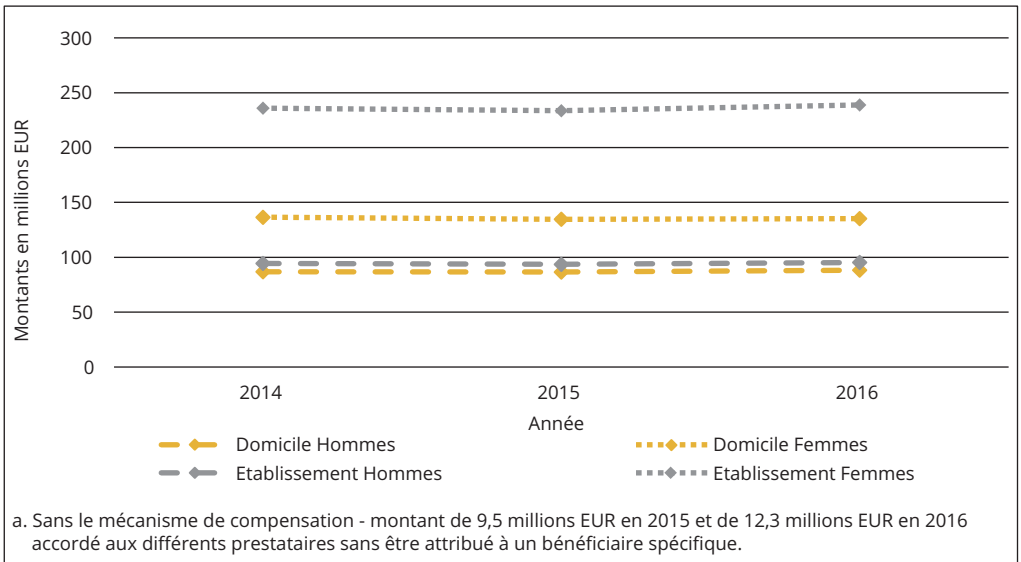 300
250
200
150
100
50
0
Montants en millions EUR
2014 2015 2016
Année
Domicile Hommes Domicile Femmes
Etablissement Hommes Etablissement Femmes
a. Sans le mécanisme de compensation - montant de 9,5 millions EUR en 2015 et de 12,3 millions EUR en 2016
accordé aux différents prestataires sans être attribué à un bénéficiaire spécifique.